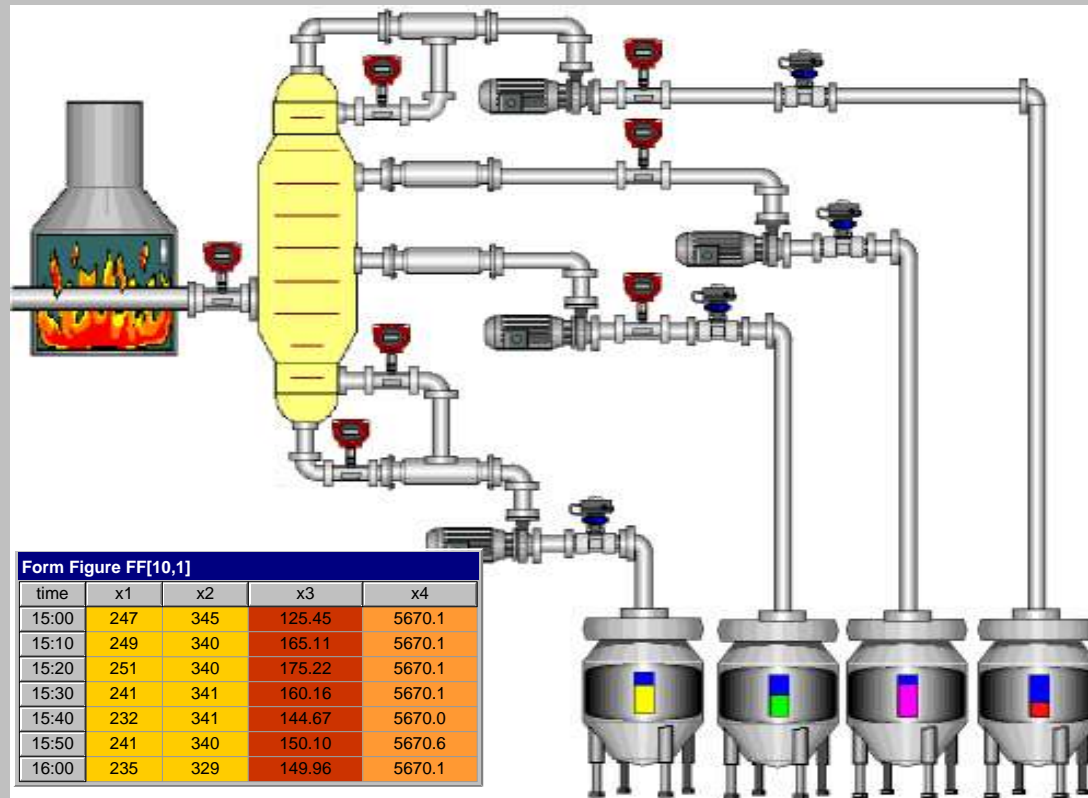 Form Figure FF[10,1]
time x1 x2 x3 x4
15:00 247 345 125.45 5670.1
15:10 249 340 165.11 5670.1
15:20 251 340 175.22 5670.1
15:30 241 341 160.16 5670.1
15:40 232 341 144.67 5670.0
15:50 241 340 150.10 5670.6
16:00 235 329 149.96 5670.1